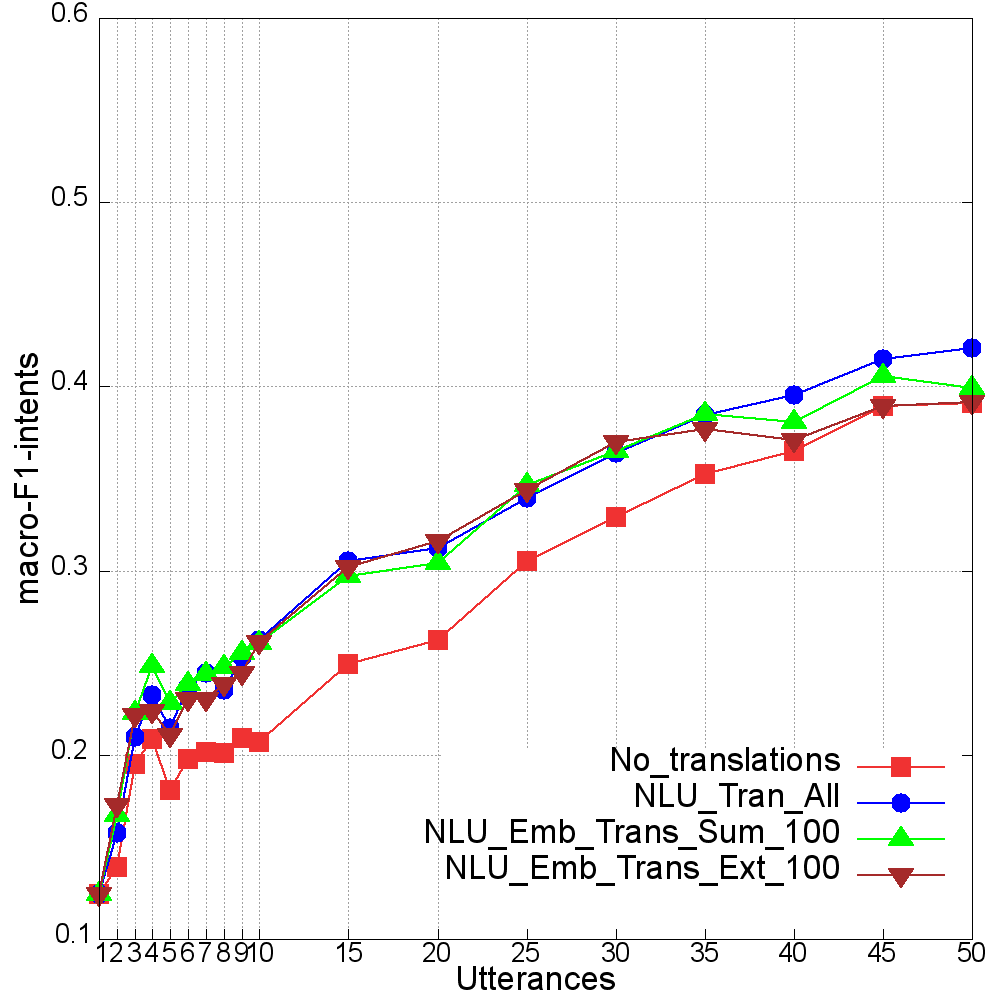 0.6
0.5
0.4
0.3
0.2
0.1
macro-F1-intents
No_translations
NLU_Tran_All
NLU_Emb_Trans_Sum_100
NLU_Emb_Trans_Ext_100
1 2 3 4 5 6 7 8 9 10 15 20 25 30 35 40 45 50
Utterances